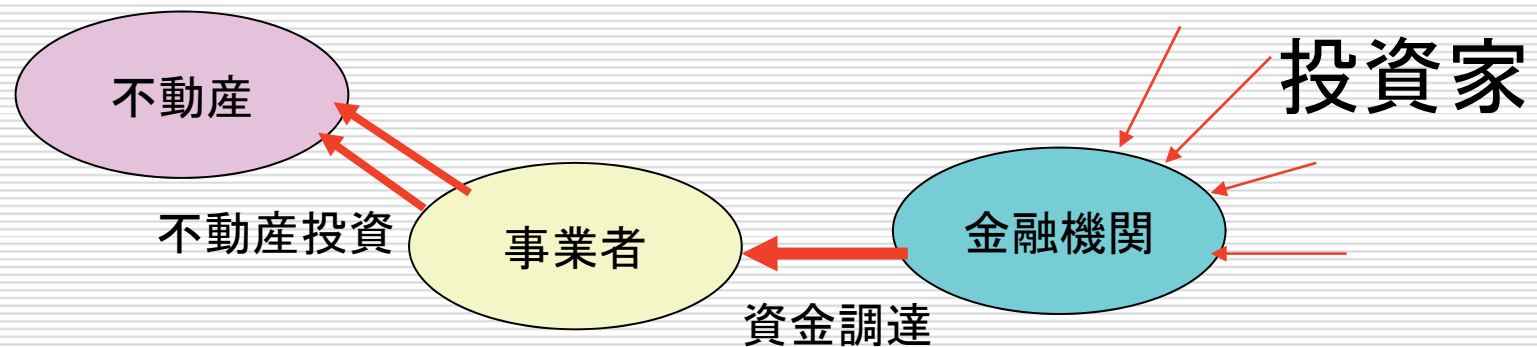 投資家
不動産
不動産投資
事業者
金融機関
資金調達